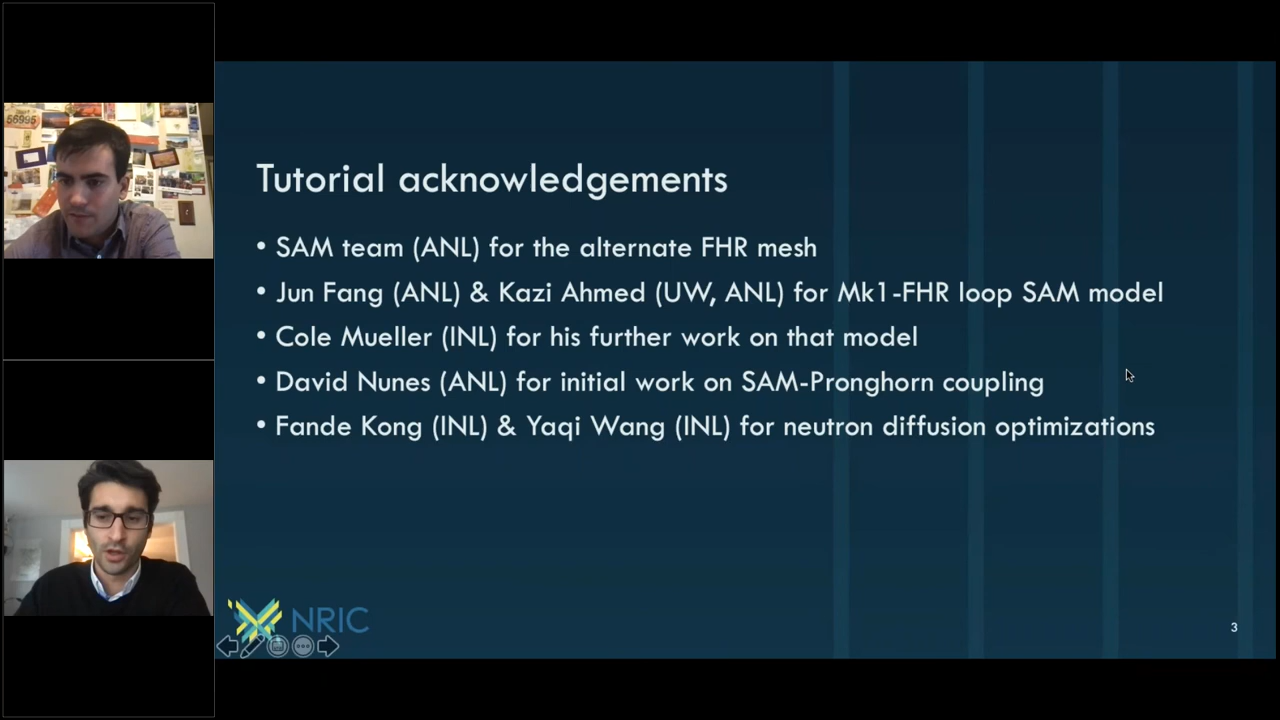 56995
Tutorial acknowledgements
• SAM team (ANL) for the alternate FHR mesh
• Jun Fang (ANL) & Kazi Ahmed (UW, ANL) for Mk1-FHR loop SAM model
• Cole Mueller (INL) for his further work on that model
• David Nunes (ANL) for initial work on SAM-Pronghorn coupling
• Fande Kong (INL) & Yaqi Wang (INL) for neutron diffusion optimizations
NRIC
3